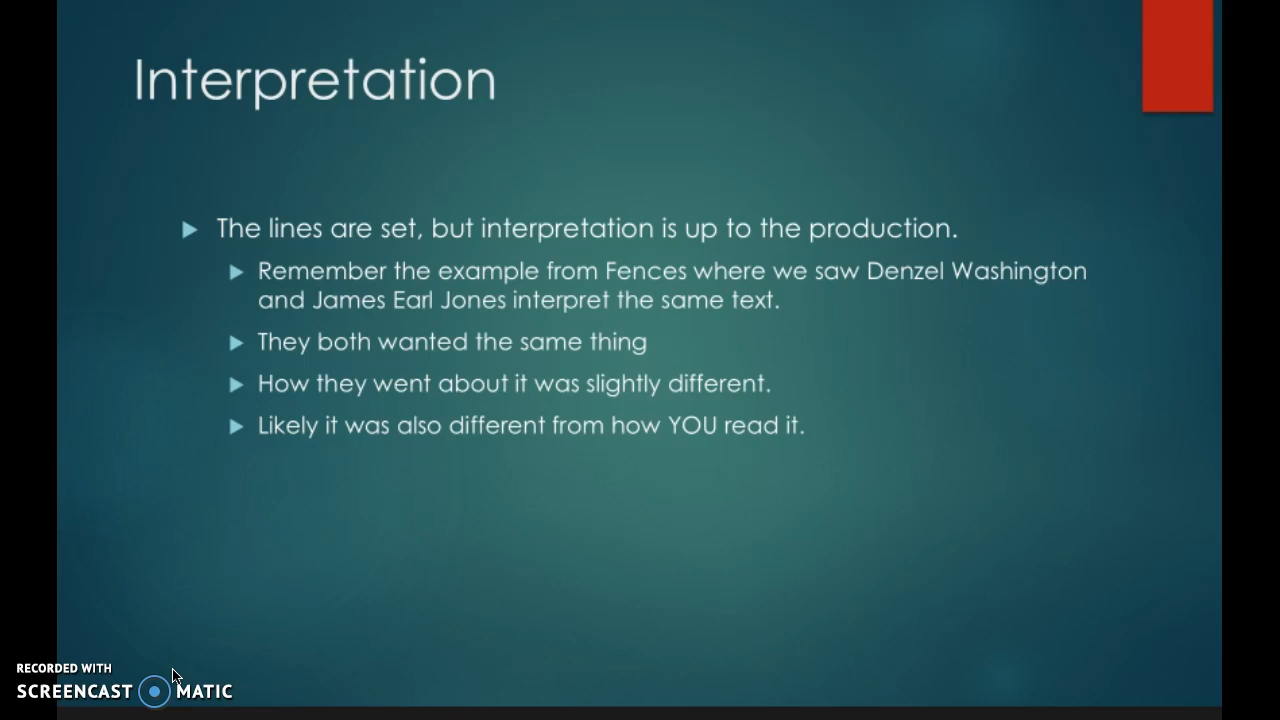 Interpretation
The lines are set, but interpretation is up to the production.
Remember the example from Fences where we saw Denzel Washington
and James Earl Jones interpret the same text.
They both wanted the same thing
How they went about it was slightly different.
Likely it was also different from how YOU read it.
RECORDED WITH
SCREENCAST MATIC